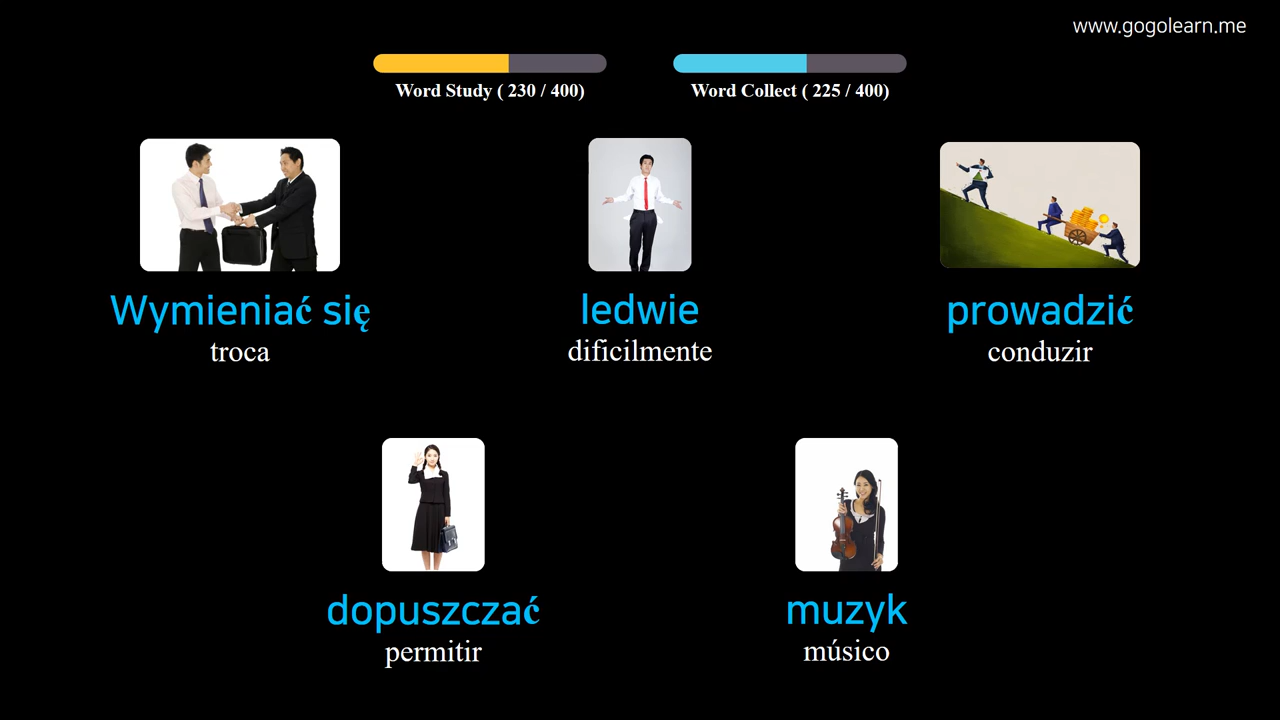 www.gogolearn.me
Word Study ( 230 / 400)
Word Collect ( 225 / 400)
Wymieniać się
troca
ledwie
dificilmente
prowadzić
conduzir
dopuszczać
permitir
muzyk
músico